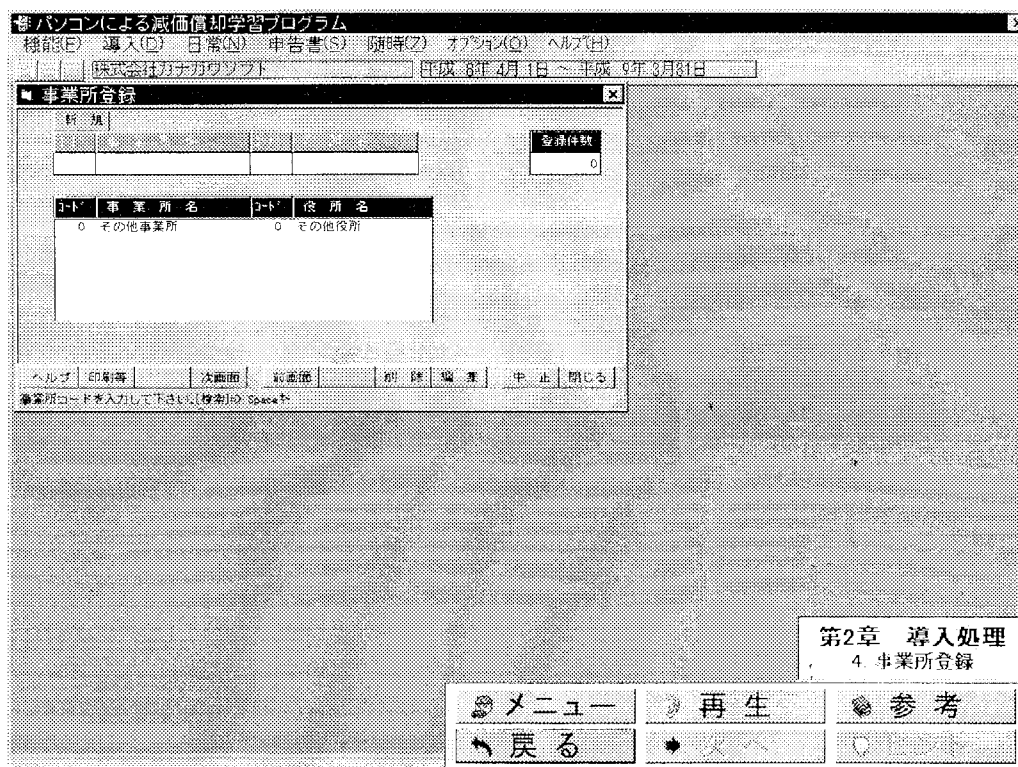 パソコンによる減価償却学習プログラム
機能(F) 導入(D) 日常(N) 申告書(S) 随時(Z) オプション(O) ヘルプ(H)
株式会社カナガワソフト 平成 8年 4月 1日 ～ 平成 9年 3月31日
事業所登録
新 規
登録件数
0
コード 事 業 所 名 コード 役 所 名
0 その他事業所 0 その他役所
ヘルプ 印刷等 次画面 前画面 削 除 編 集 中 止 閉じる
事業所コードを入力して下さい。[検索]の Spaceキー
第2章 導入処理
4. 事業所登録
メニュー 再 生 参 考
戻 る 次 へ